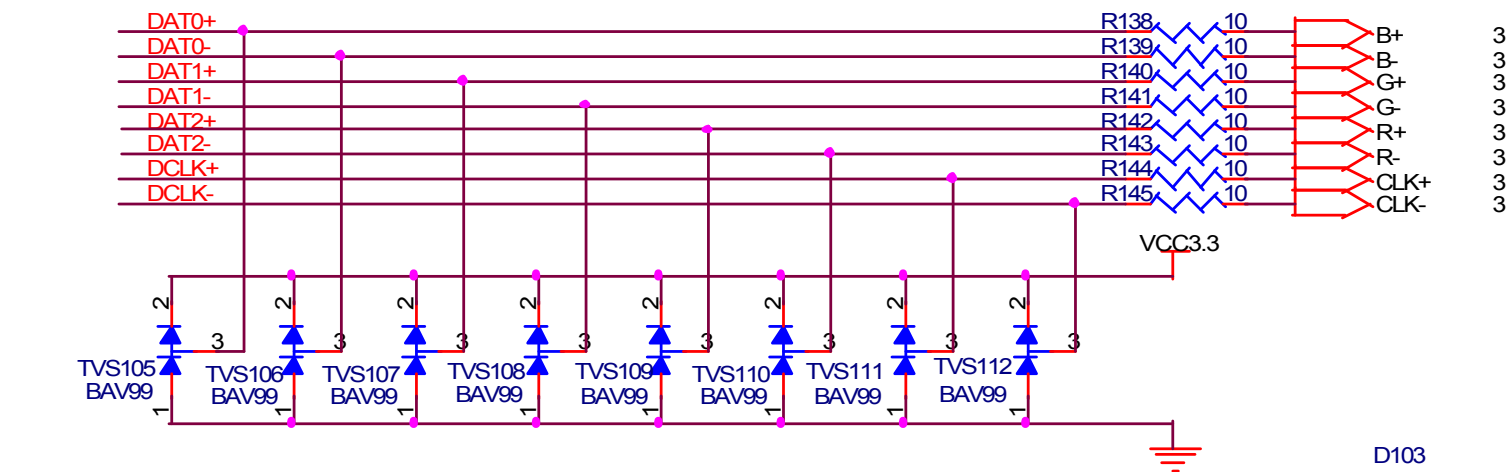 DAT0+ R138 10 B+ 3
DAT0- R139 10 B- 3
DAT1+ R140 10 G+ 3
DAT1- R141 10 G- 3
DAT2+ R142 10 R+ 3
DAT2- R143 10 R- 3
DCLK+ R144 10 CLK+ 3
DCLK- R145 10 CLK- 3
VCC3.3
2 2 2 2 2 2 2 2
3 3 3 3 3 3 3 3
TVS105 TVS106 TVS107 TVS108 TVS109 TVS110 TVS111 TVS112
BAV99 BAV99 BAV99 BAV99 BAV99 BAV99 BAV99 BAV99
1 1 1 1 1 1 1 1
D103